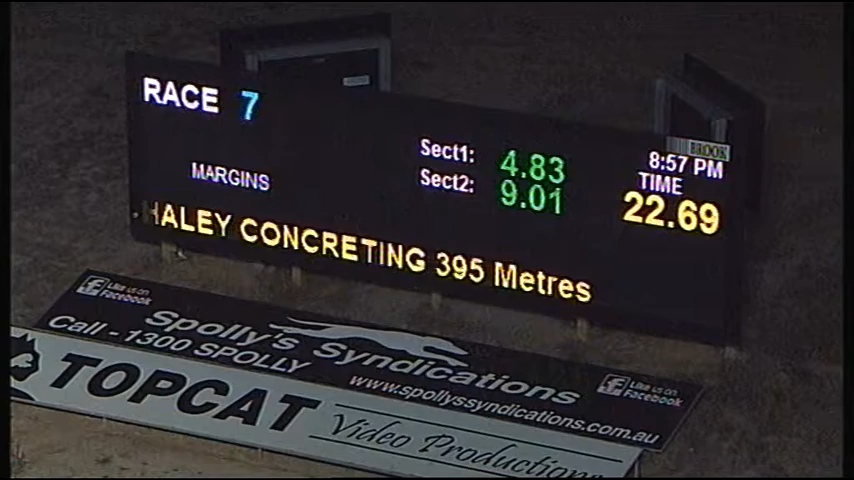 RACE 7
BROOK
8:57 PM
Sect1: 4.83
TIME
MARGINS
Sect2: 9.01
22.69
HALEY CONCRETING 395 Metres
f Like us on Facebook
Spolly's Syndications
Call - 1300 SPOLLY
www.spollyssyndications.com.au
f Like us on Facebook
TOPCAT
Video Productions